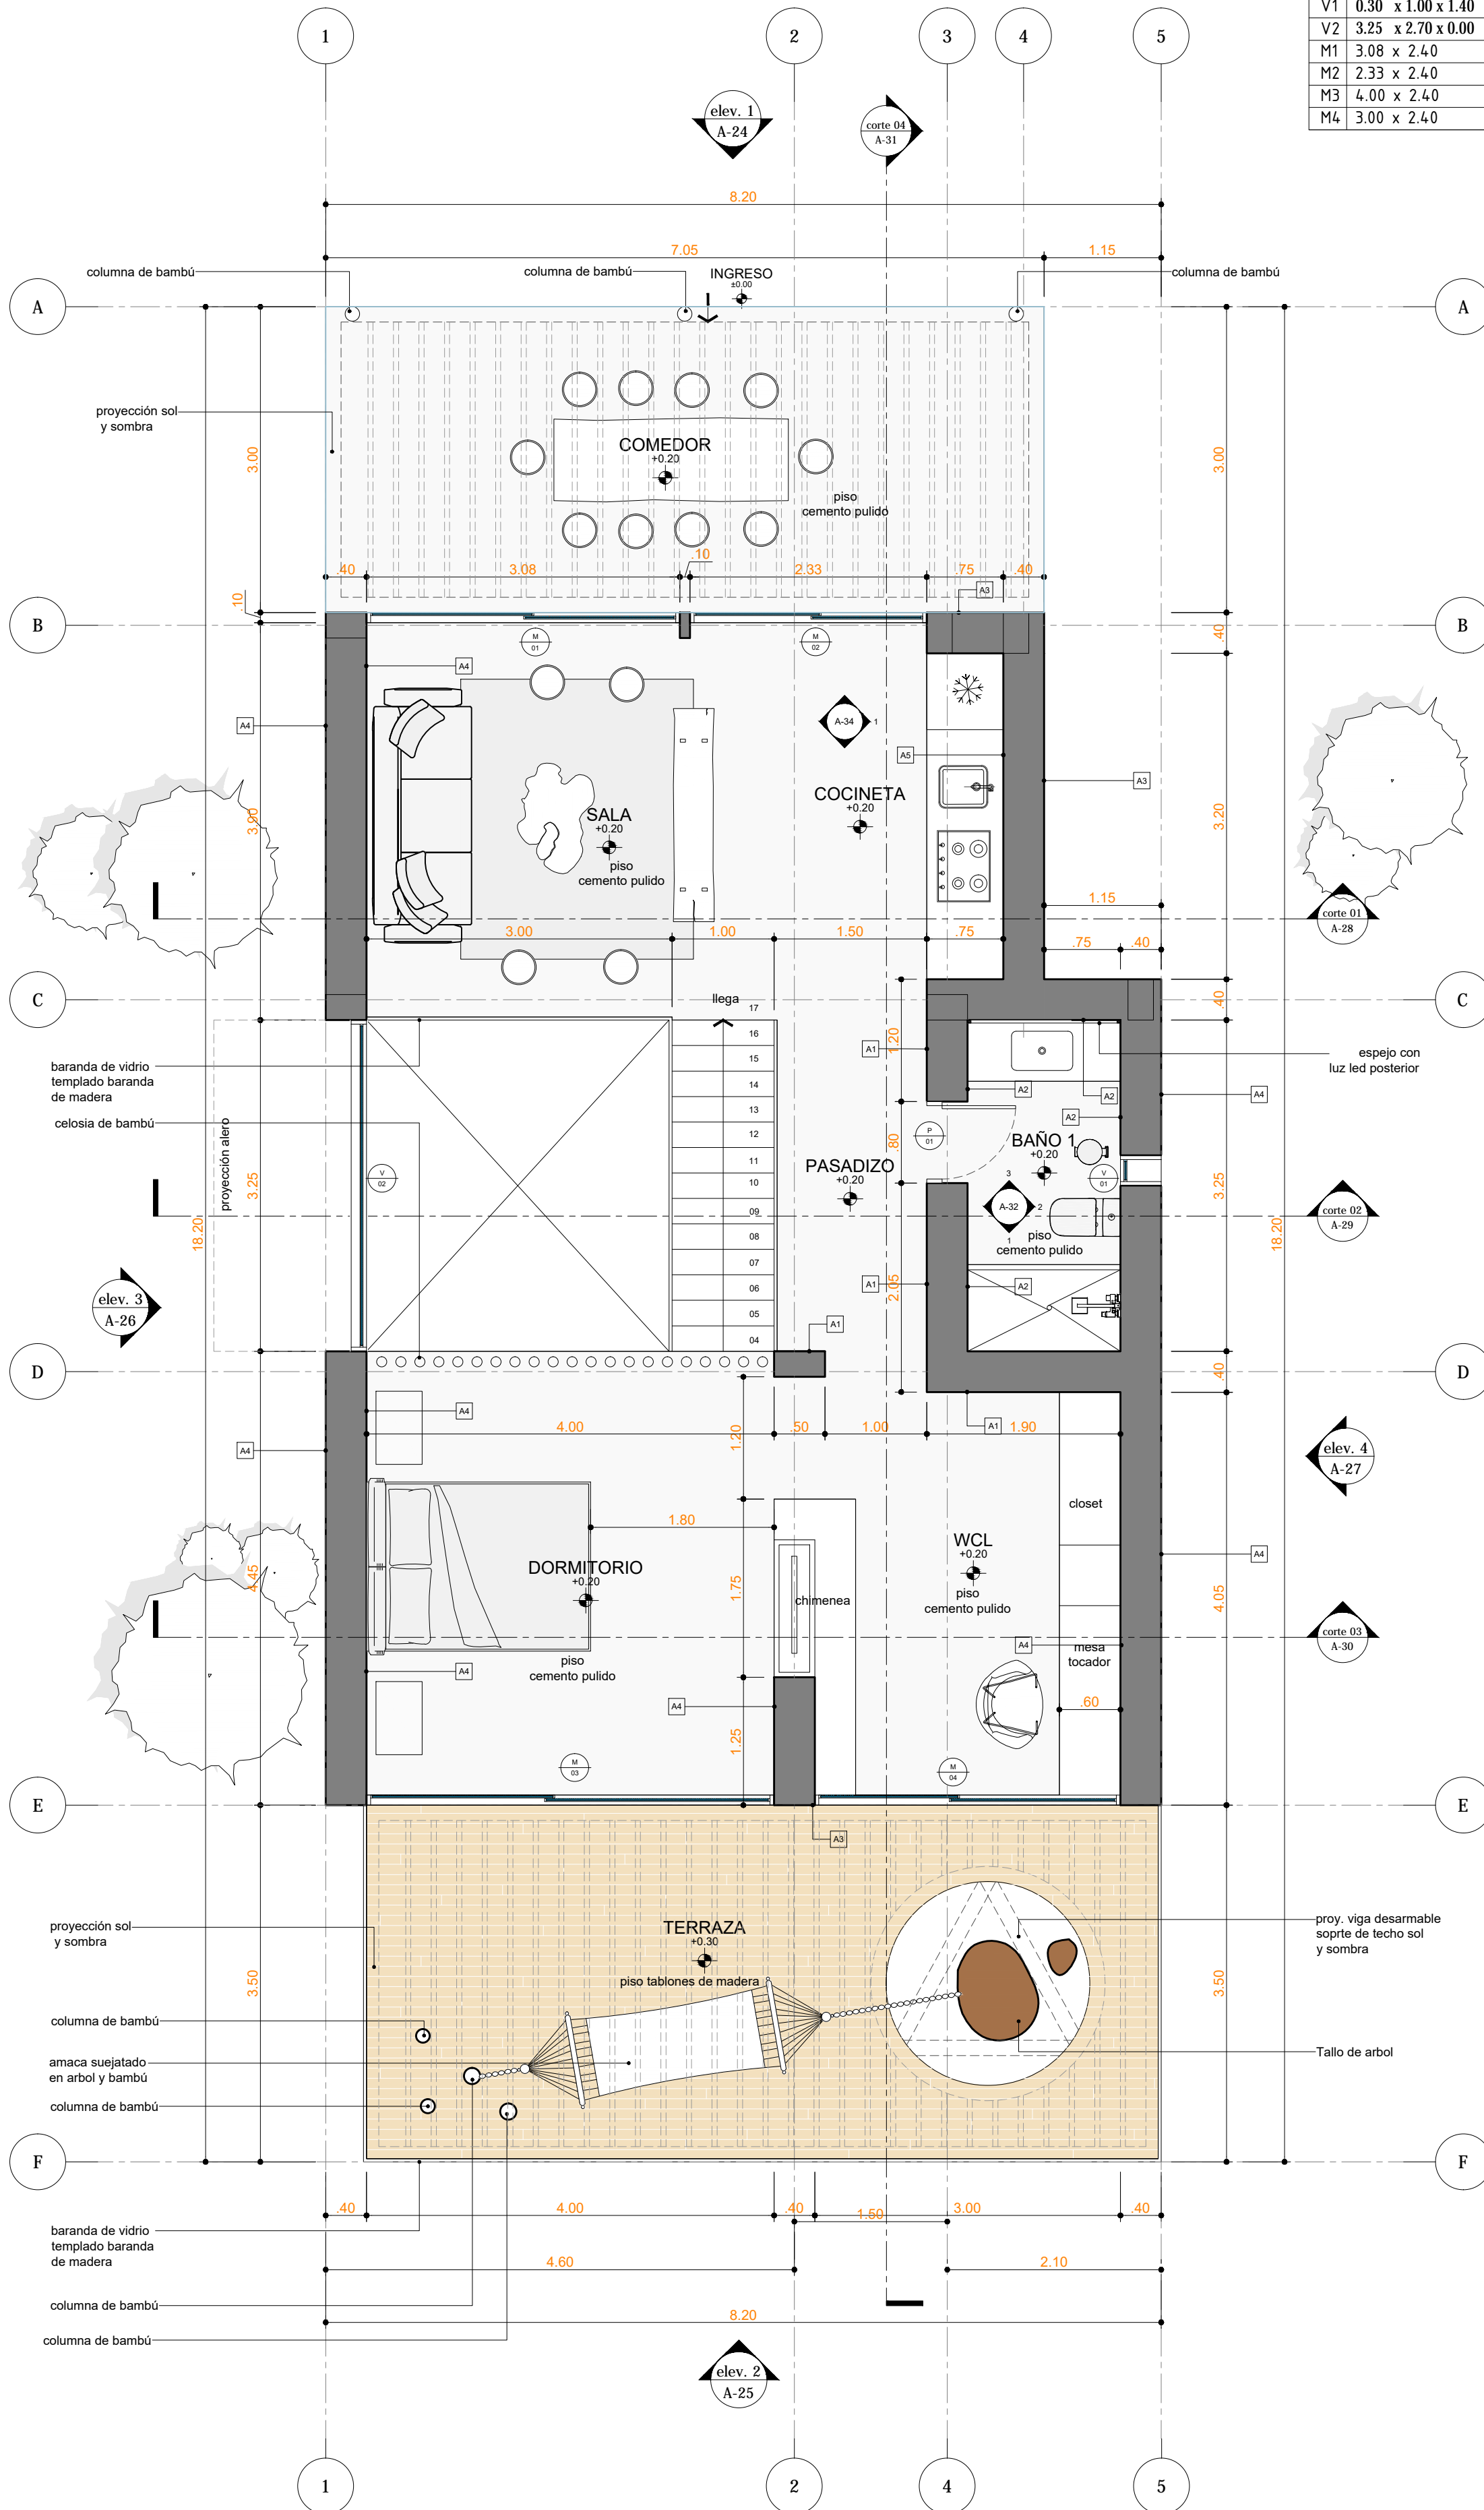 V1 0.30 x 1.00 x 1.40
V2 3.25 x 2.70 x 0.00
M1 3.08 x 2.40
M2 2.33 x 2.40
M3 4.00 x 2.40
M4 3.00 x 2.40
1
2
3
4
5
elev. 1
A-24
corte 04
A-31
8.20
7.05
1.15
columna de bambú
columna de bambú
INGRESO
±0.00
columna de bambú
A
A
proyección sol
y sombra
3.00
3.00
COMEDOR
+0.20
piso
cemento pulido
.40
3.08
.10
2.33
.75
.40
A3
.10
B
B
.40
M
01
M
02
A4
A4
A-34
1
A5
A3
SALA
+0.20
piso
cemento pulido
COCINETA
+0.20
3.90
3.20
1.15
corte 01
A-28
3.00
1.00
1.50
.75
.75
.40
C
C
.40
llega
17
16
15
14
13
12
11
10
09
08
07
06
05
04
1.20
A1
espejo con
luz led posterior
baranda de vidrio
templado baranda
de madera
A2
A2
A2
A4
celosia de bambú
proyección alero
V
02
3.25
18.20
P
01
.80
BAÑO 1
+0.20
V
01
PASADIZO
+0.20
3
A-32
2
1
piso
cemento pulido
3.25
18.20
corte 02
A-29
A1
2.05
A2
elev. 3
A-26
A1
D
D
.40
A4
A4
4.00
1.20
.50
1.00
A1
1.90
elev. 4
A-27
closet
1.80
DORMITORIO
+0.20
WCL
+0.20
piso
cemento pulido
A4
4.45
1.75
chimenea
4.05
corte 03
A-30
A4
mesa
tocador
piso
cemento pulido
A4
A4
.60
1.25
M
03
M
04
E
E
A3
proyección sol
y sombra
TERRAZA
+0.30
piso tablones de madera
proy. viga desarmable
soprte de techo sol
y sombra
3.50
3.50
columna de bambú
amaca suejatado
en arbol y bambú
Tallo de arbol
columna de bambú
F
F
.40
4.00
.40
1.50
3.00
.40
baranda de vidrio
templado baranda
de madera
4.60
2.10
columna de bambú
8.20
columna de bambú
elev. 2
A-25
1
2
4
5